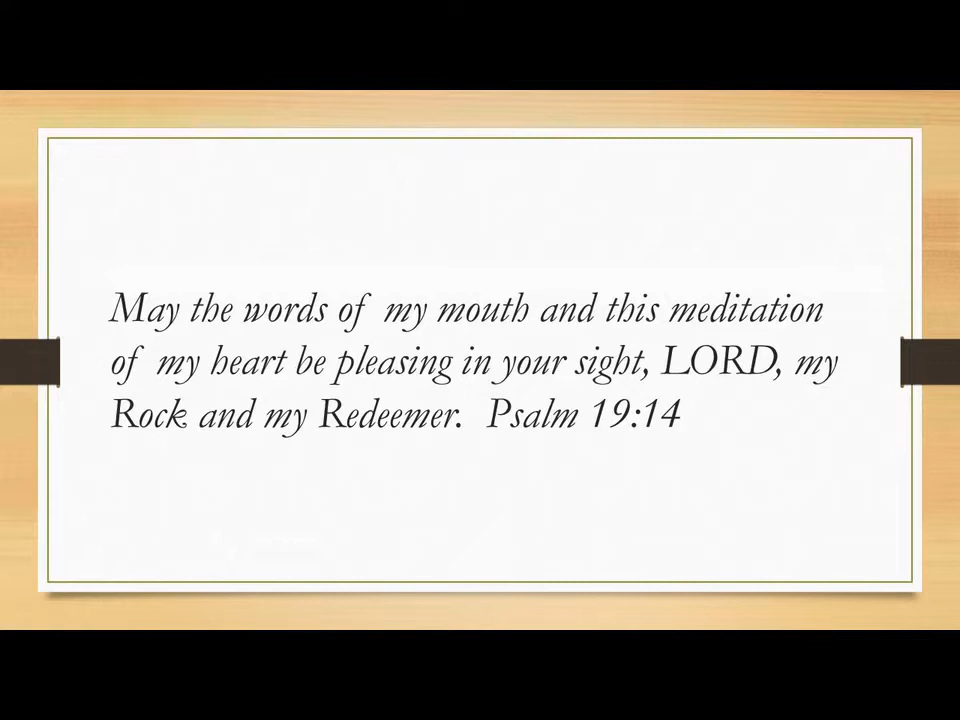 May the words of my mouth and this meditation
of my heart be pleasing in your sight, LORD, my
Rock and my Redeemer. Psalm 19:14